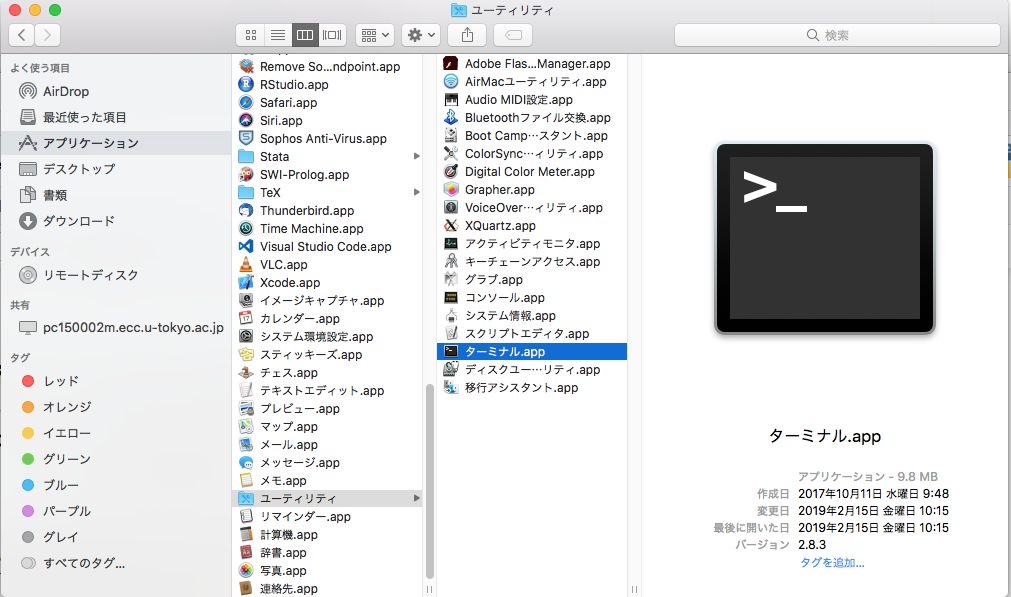 ユーティリティ
検索
よく使う項目
AirDrop
最近使った項目
アプリケーション
デスクトップ
書類
ダウンロード
デバイス
リモートディスク
共有
pc150002m.ecc.u-tokyo.ac.jp
タグ
レッド
オレンジ
イエロー
グリーン
ブルー
パープル
グレイ
すべてのタグ...
Remove So...ndpoint.app
RStudio.app
Safari.app
Siri.app
Sophos Anti-Virus.app
Stata
SWI-Prolog.app
TeX
Thunderbird.app
Time Machine.app
Visual Studio Code.app
VLC.app
Xcode.app
イメージキャプチャ.app
カレンダー.app
システム環境設定.app
スティッキーズ.app
チェス.app
テキストエディット.app
プレビュー.app
マップ.app
メール.app
メッセージ.app
メモ.app
ユーティリティ
リマインダー.app
計算機.app
辞書.app
写真.app
連絡先.app
Adobe Flas...Manager.app
AirMacユーティリティ.app
Audio MIDI設定.app
Bluetoothファイル交換.app
Boot Camp…スタント.app
ColorSync…ィリティ.app
Digital Color Meter.app
Grapher.app
VoiceOver…ィリティ.app
XQuartz.app
アクティビティモニタ.app
キーチェーンアクセス.app
グラブ.app
コンソール.app
システム情報.app
スクリプトエディタ.app
ターミナル.app
ディスクユー…リティ.app
移行アシスタント.app
>_
ターミナル.app
アプリケーション - 9.8 MB
作成日 2017年10月11日 水曜日 9:48
変更日 2019年2月15日 金曜日 10:15
最後に開いた日 2019年2月15日 金曜日 10:15
バージョン 2.8.3
タグを追加...